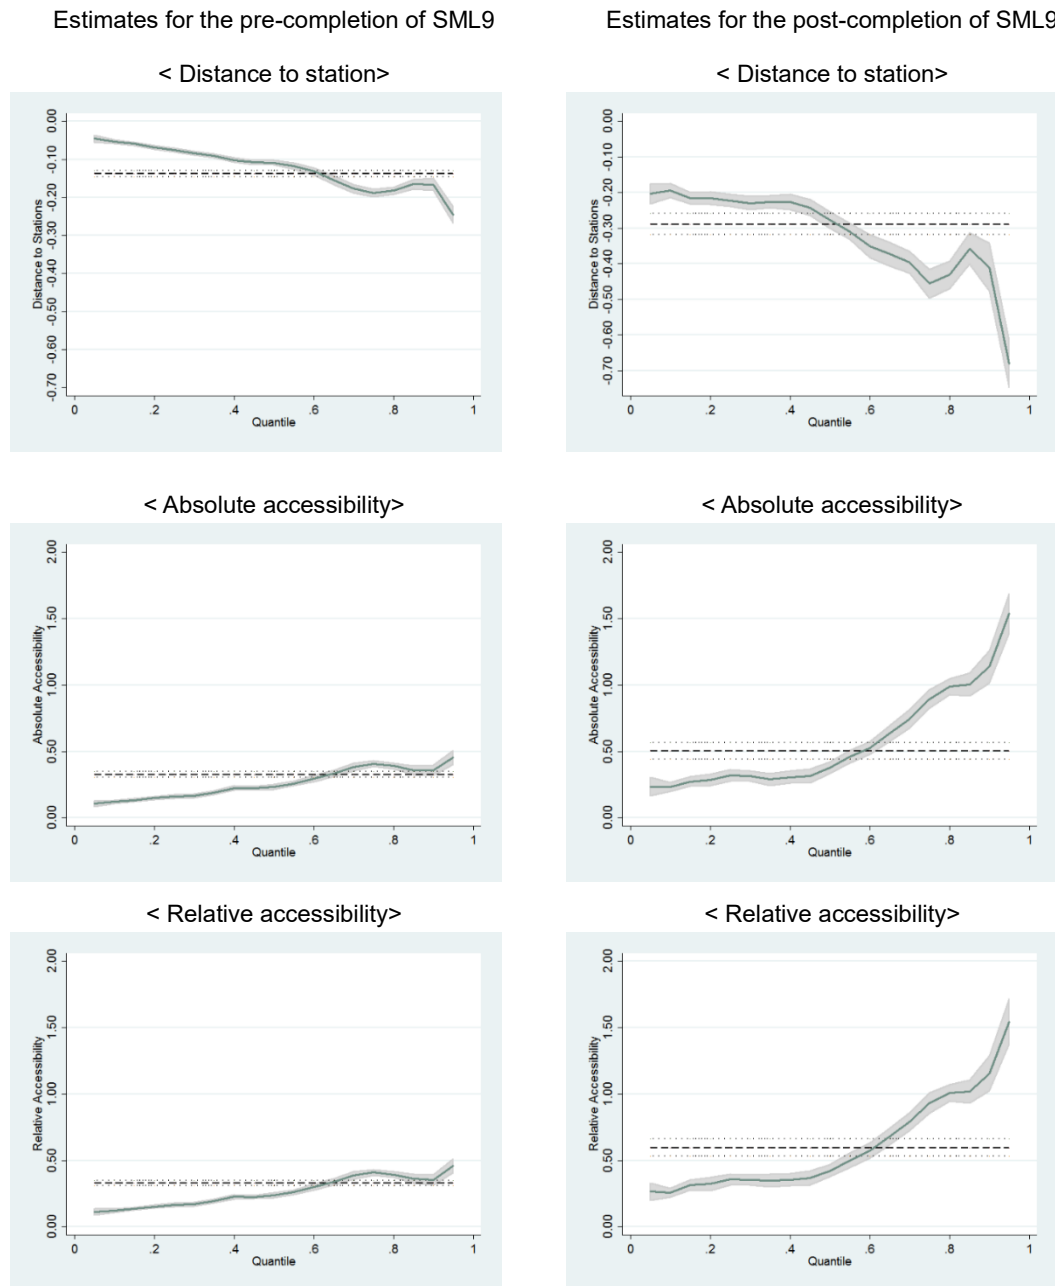 Estimates for the pre-completion of SML9
Estimates for the post-completion of SML9
< Distance to station>
< Distance to station>
Distance to Stations
0.00
-0.10
-0.20
-0.30
-0.40
-0.50
-0.60
-0.70
0 .2 .4 .6 .8 1
Quantile
Distance to Stations
0.00
-0.10
-0.20
-0.30
-0.40
-0.50
-0.60
-0.70
0 .2 .4 .6 .8 1
Quantile
< Absolute accessibility>
< Absolute accessibility>
Absolute Accessibility
2.00
1.50
1.00
0.50
0.00
0 .2 .4 .6 .8 1
Quantile
Absolute Accessibility
2.00
1.50
1.00
0.50
0.00
0 .2 .4 .6 .8 1
Quantile
< Relative accessibility>
< Relative accessibility>
Relative Accessibility
2.00
1.50
1.00
0.50
0.00
0 .2 .4 .6 .8 1
Quantile
Relative Accessibility
2.00
1.50
1.00
0.50
0.00
0 .2 .4 .6 .8 1
Quantile